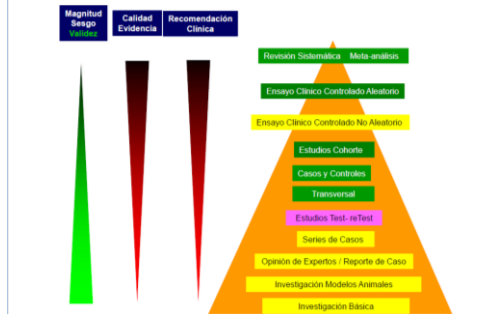 Magnitud
Sesgo
Validez
Calidad
Evidencia
Recomendación
Clínica
Revisión Sistemática Meta-análisis
Ensayo Clínico Controlado Aleatorio
Ensayo Clínico Controlado No Aleatorio
Estudios Cohorte
Casos y Controles
Transversal
Estudios Test- reTest
Series de Casos
Opinión de Expertos / Reporte de Caso
Investigación Modelos Animales
Investigación Básica